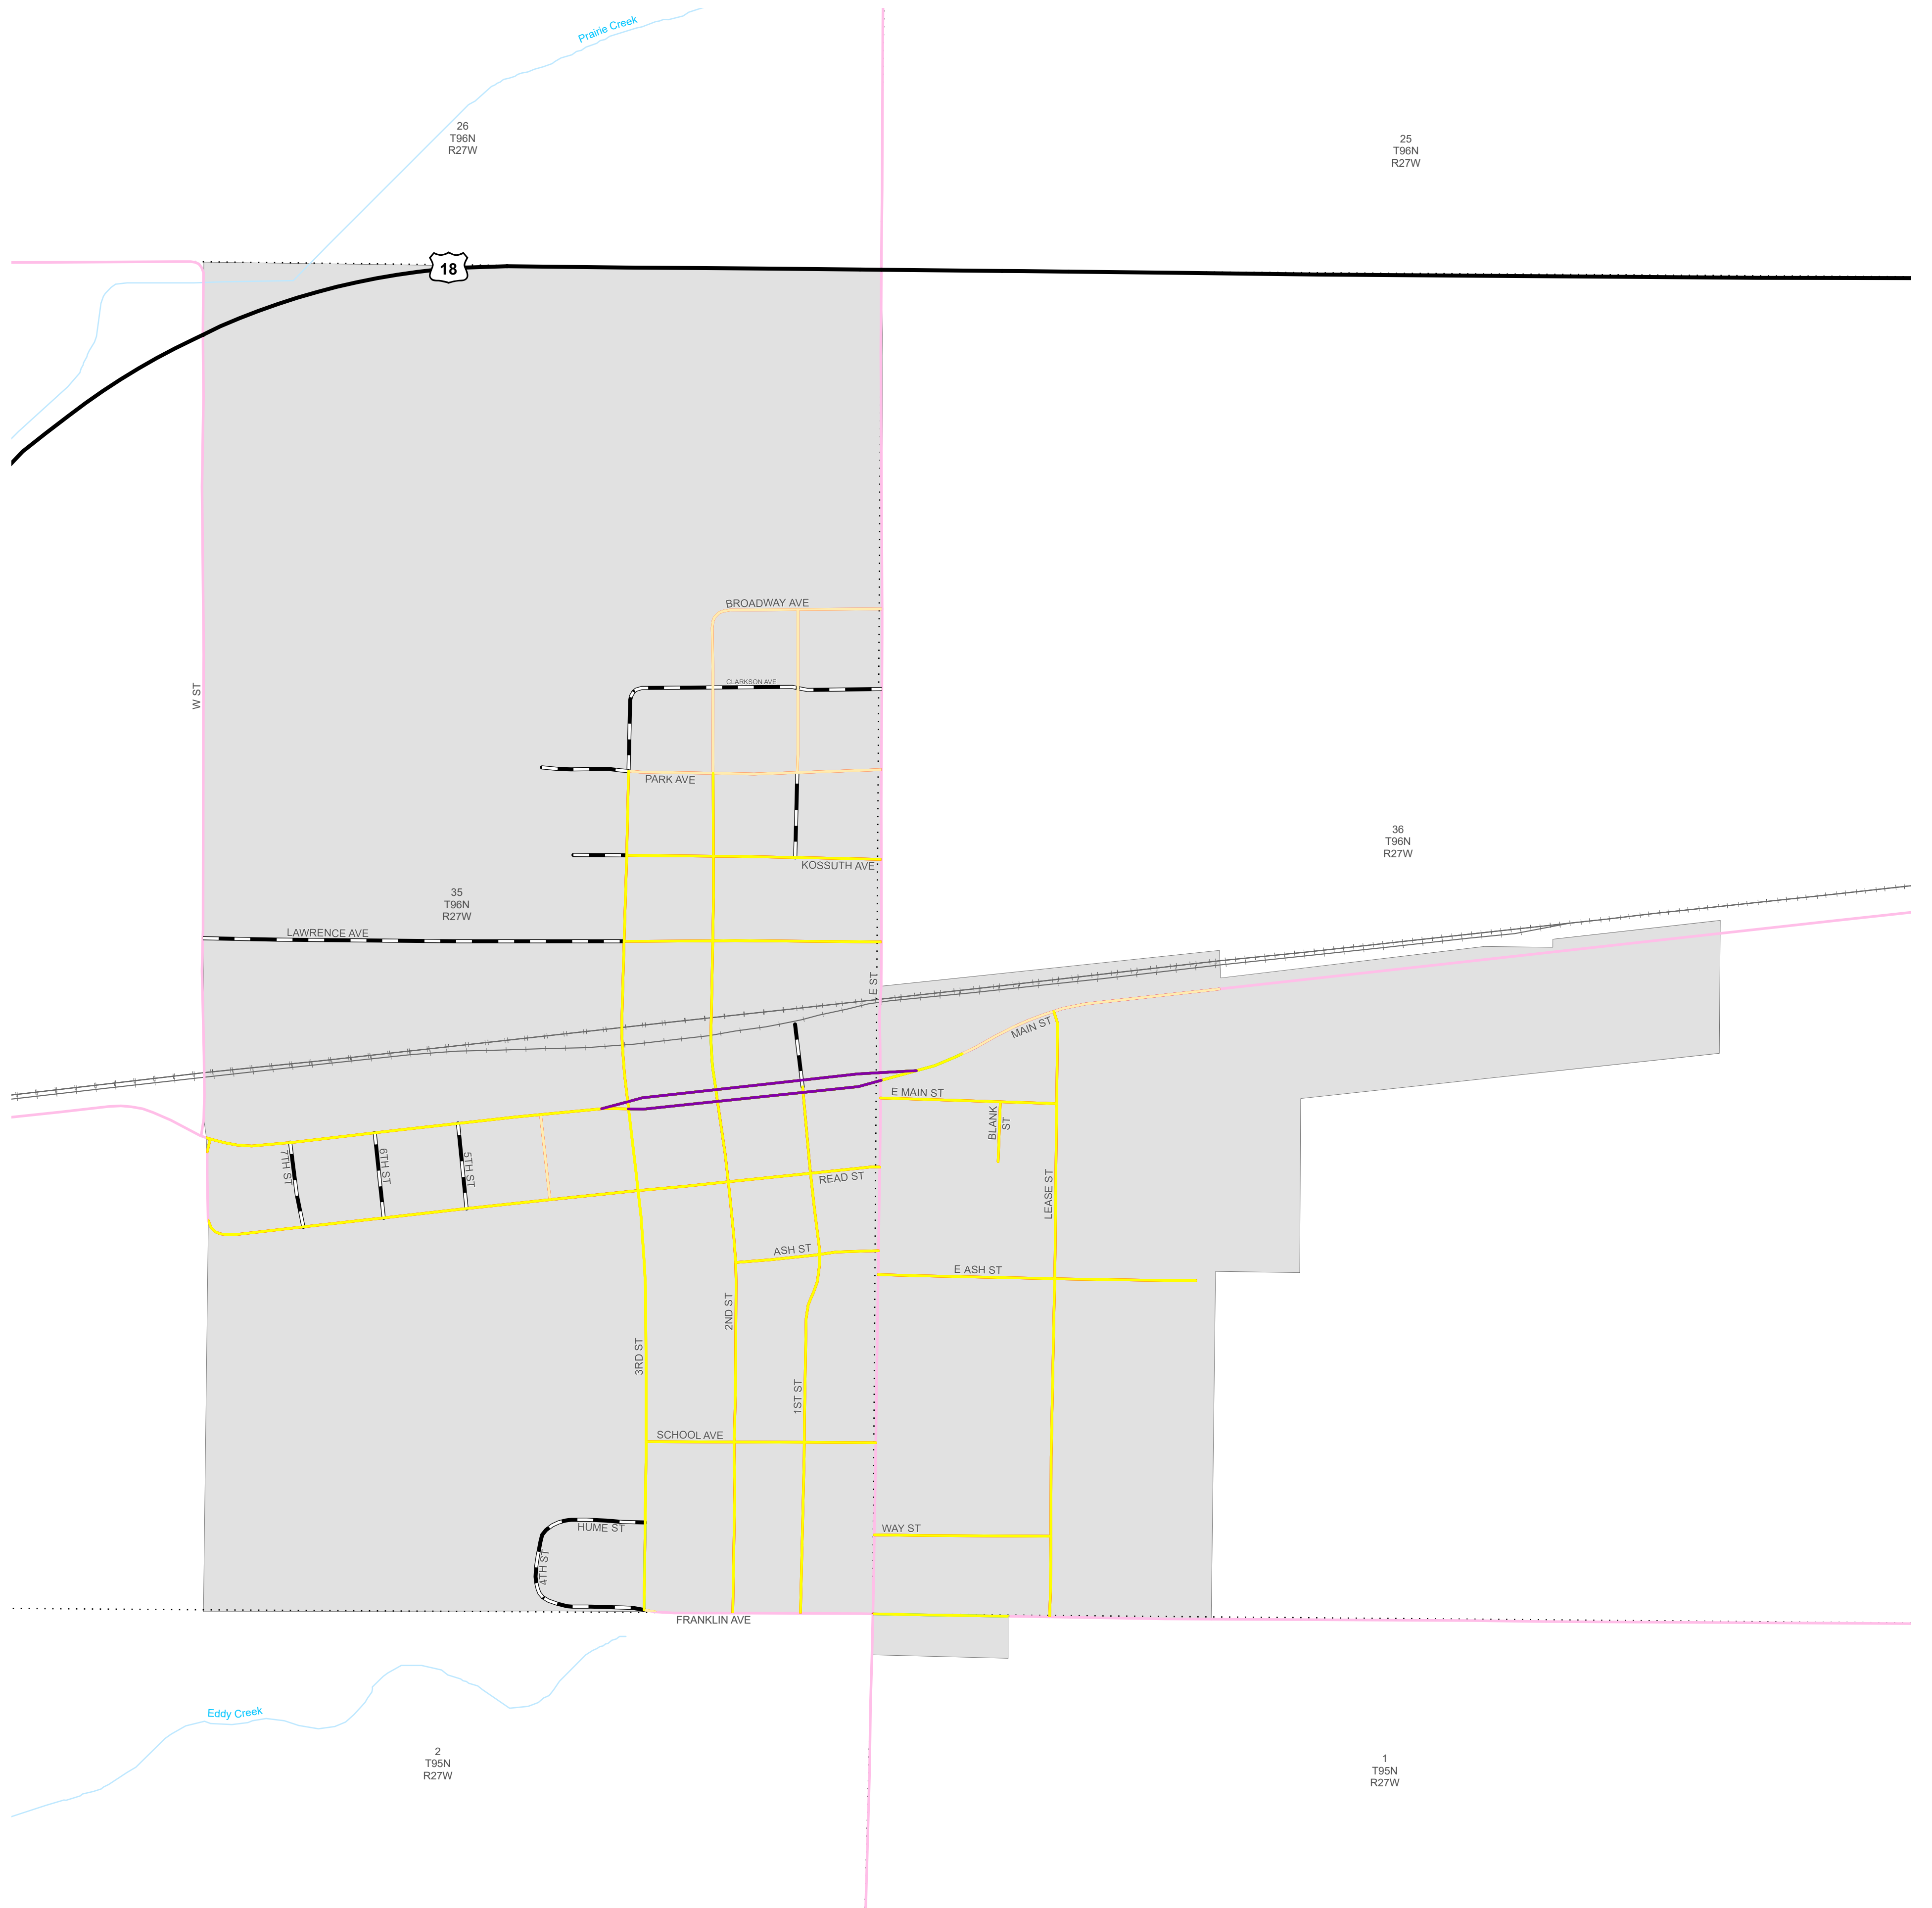 Prairie Creek
26
T96N
R27W
25
T96N
R27W
18
BROADWAY AVE
W ST
CLARKSON AVE
PARK AVE
KOSSUTH AVE
36
T96N
R27W
35
T96N
R27W
LAWRENCE AVE
E ST
MAIN ST
E MAIN ST
BLANK
ST
7TH ST
6TH ST
5TH ST
READ ST
LEASE ST
ASH ST
E ASH ST
2ND ST
3RD ST
1ST ST
SCHOOL AVE
HUME ST
WAY ST
4TH ST
FRANKLIN AVE
Eddy Creek
2
T95N
R27W
1
T95N
R27W